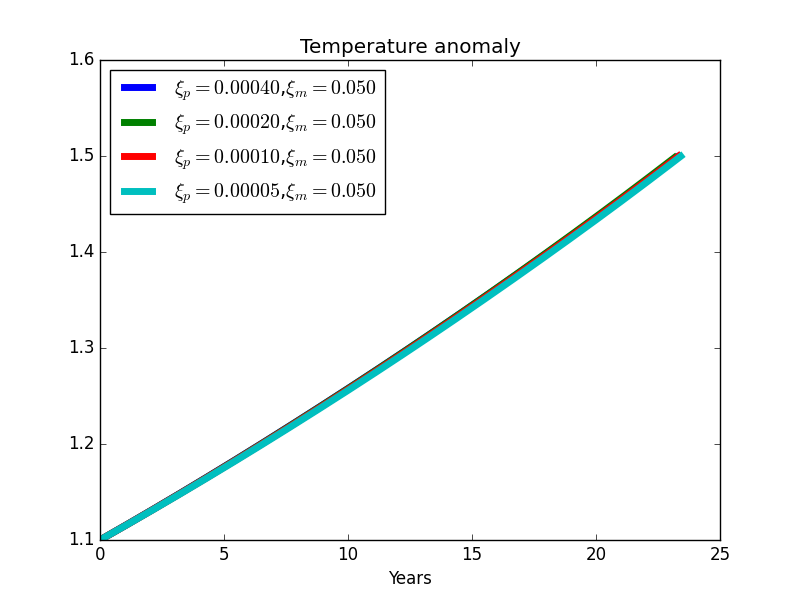 Temperature anomaly
1.6
1.5
1.4
1.3
1.2
1.1
ξₚ = 0.00040,ξₘ = 0.050
ξₚ = 0.00020,ξₘ = 0.050
ξₚ = 0.00010,ξₘ = 0.050
ξₚ = 0.00005,ξₘ = 0.050
0 5 10 15 20 25
Years